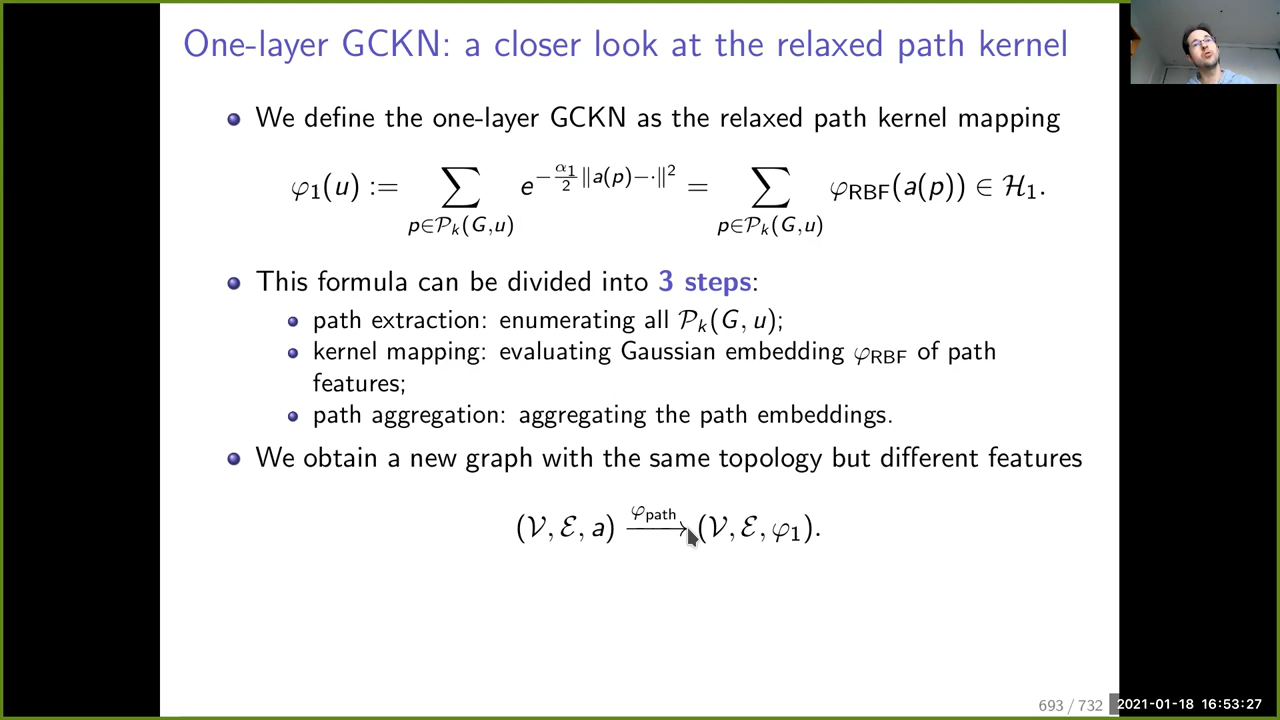 One-layer GCKN: a closer look at the relaxed path kernel
We define the one-layer GCKN as the relaxed path kernel mapping
φ₁(u) := ∑_{p∈𝒫ₖ(G,u)} e^{−α₁/2 ‖a(p)−·‖²} = ∑_{p∈𝒫ₖ(G,u)} φ_RBF(a(p)) ∈ ℋ₁.
This formula can be divided into 3 steps:
path extraction: enumerating all 𝒫ₖ(G, u);
kernel mapping: evaluating Gaussian embedding φ_RBF of path
features;
path aggregation: aggregating the path embeddings.
We obtain a new graph with the same topology but different features
(𝒱, ℰ, a) —φ_path→ (𝒱, ℰ, φ₁).
693 / 732
2021-01-18 16:53:27